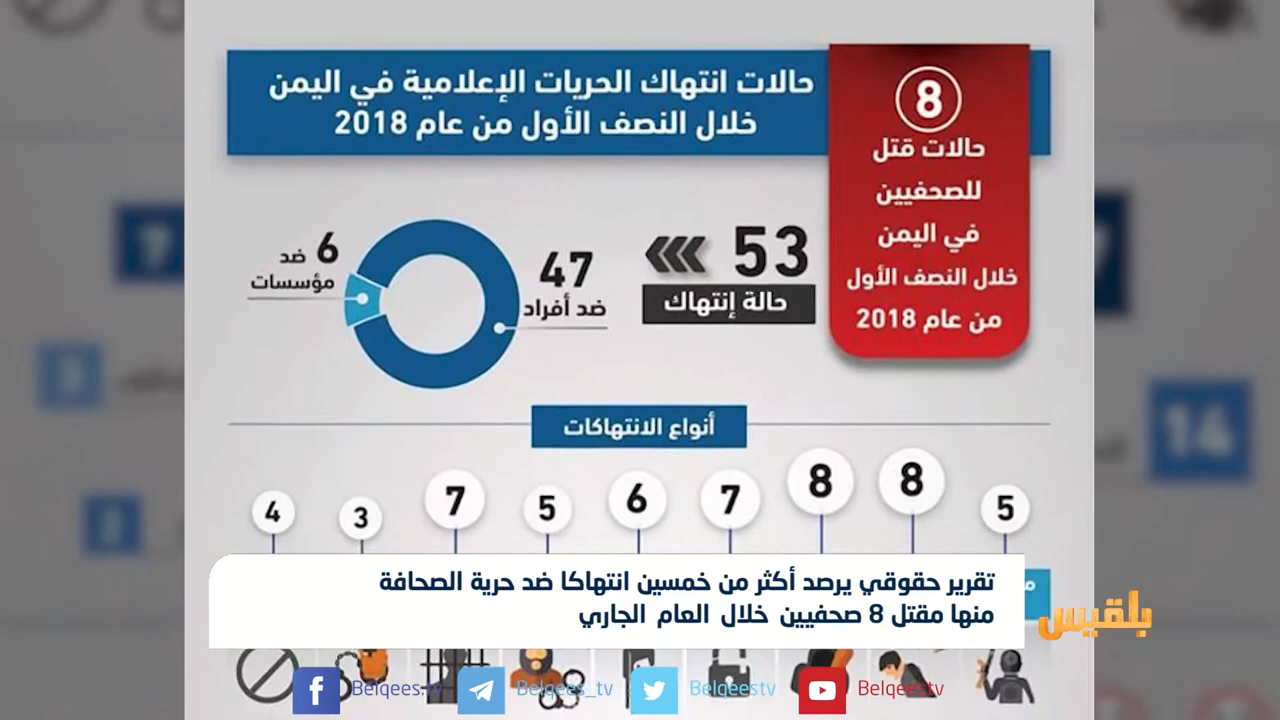 حالات انتهاك الحريات الإعلامية في اليمن
خلال النصف الأول من عام 2018
8
حالات قتل
للصحفيين
في اليمن
خلال النصف الأول
من عام 2018
53
حالة إنتهاك
47
ضد أفراد
6 ضد
مؤسسات
أنواع الانتهاكات
5
8
8
7
6
5
7
3
4
تقرير حقوقي يرصد أكثر من خمسين انتهاكا ضد حرية الصحافة
منها مقتل 8 صحفيين خلال العام الجاري
بلقيس
Belqees.tv
Belqees_tv
Belqeestv
Belqeestv
14